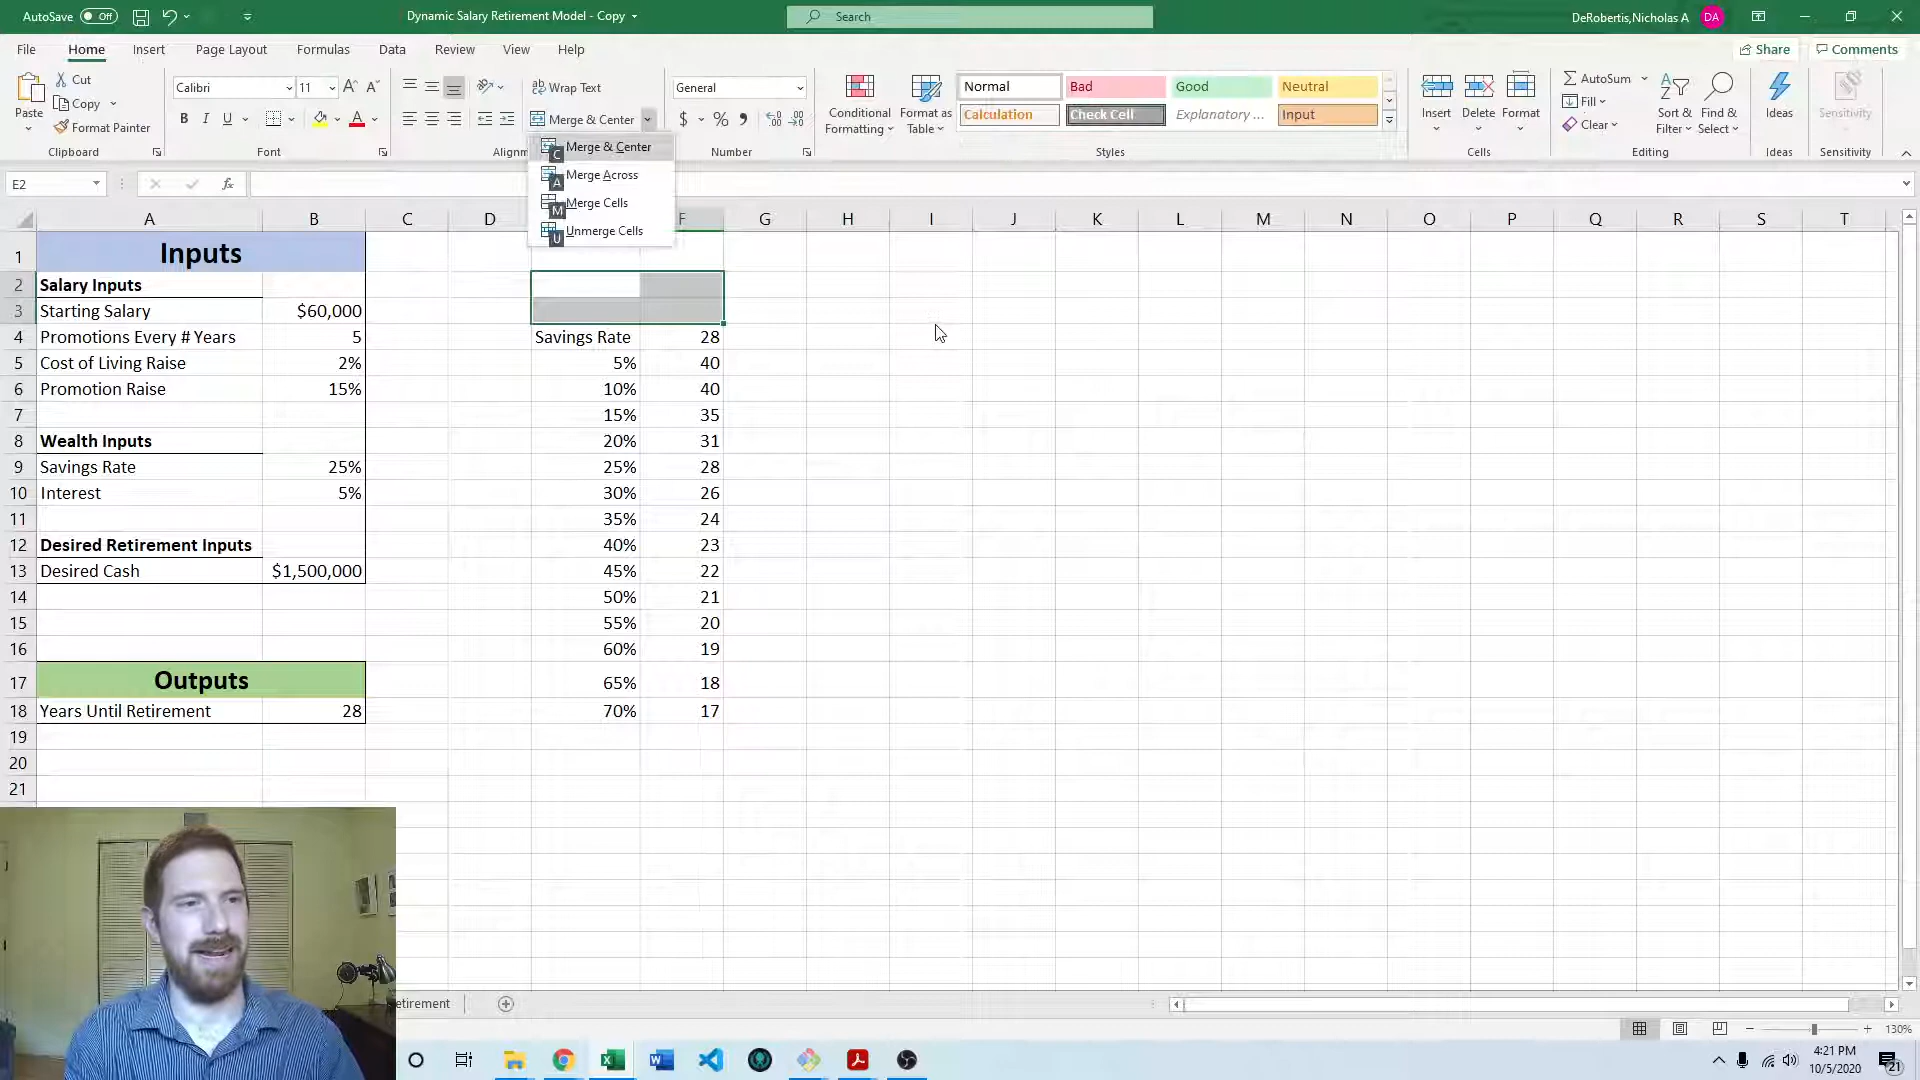 AutoSave Off Dynamic Salary Retirement Model - Copy Search DeRobertis,Nicholas A DA
File Home Insert Page Layout Formulas Data Review View Help Share Comments
Paste Cut Copy Format Painter
Calibri 11 B I U
Wrap Text
Merge & Center
General
$ % 9
Conditional Formatting Format as Table
Normal Bad Good Neutral
Calculation Check Cell Explanatory ... Input
Insert Delete Format
AutoSum Fill Clear
Sort & Filter Find & Select
Ideas Sensitivity
Clipboard Font Alignm Number Styles Cells Editing Ideas Sensitivity
C Merge & Center
A Merge Across
M Merge Cells
U Unmerge Cells
E2 fx
A B C D F G H I J K L M N O P Q R S T
1 Inputs
2 Salary Inputs
3 Starting Salary $60,000
4 Promotions Every # Years 5 Savings Rate 28
5 Cost of Living Raise 2% 5% 40
6 Promotion Raise 15% 10% 40
7 15% 35
8 Wealth Inputs 20% 31
9 Savings Rate 25% 25% 28
10 Interest 5% 30% 26
11 35% 24
12 Desired Retirement Inputs 40% 23
13 Desired Cash $1,500,000 45% 22
14 50% 21
15 55% 20
16 60% 19
17 Outputs 65% 18
18 Years Until Retirement 28 70% 17
19
20
21
etirement
130%
4:21 PM
10/5/2020
21